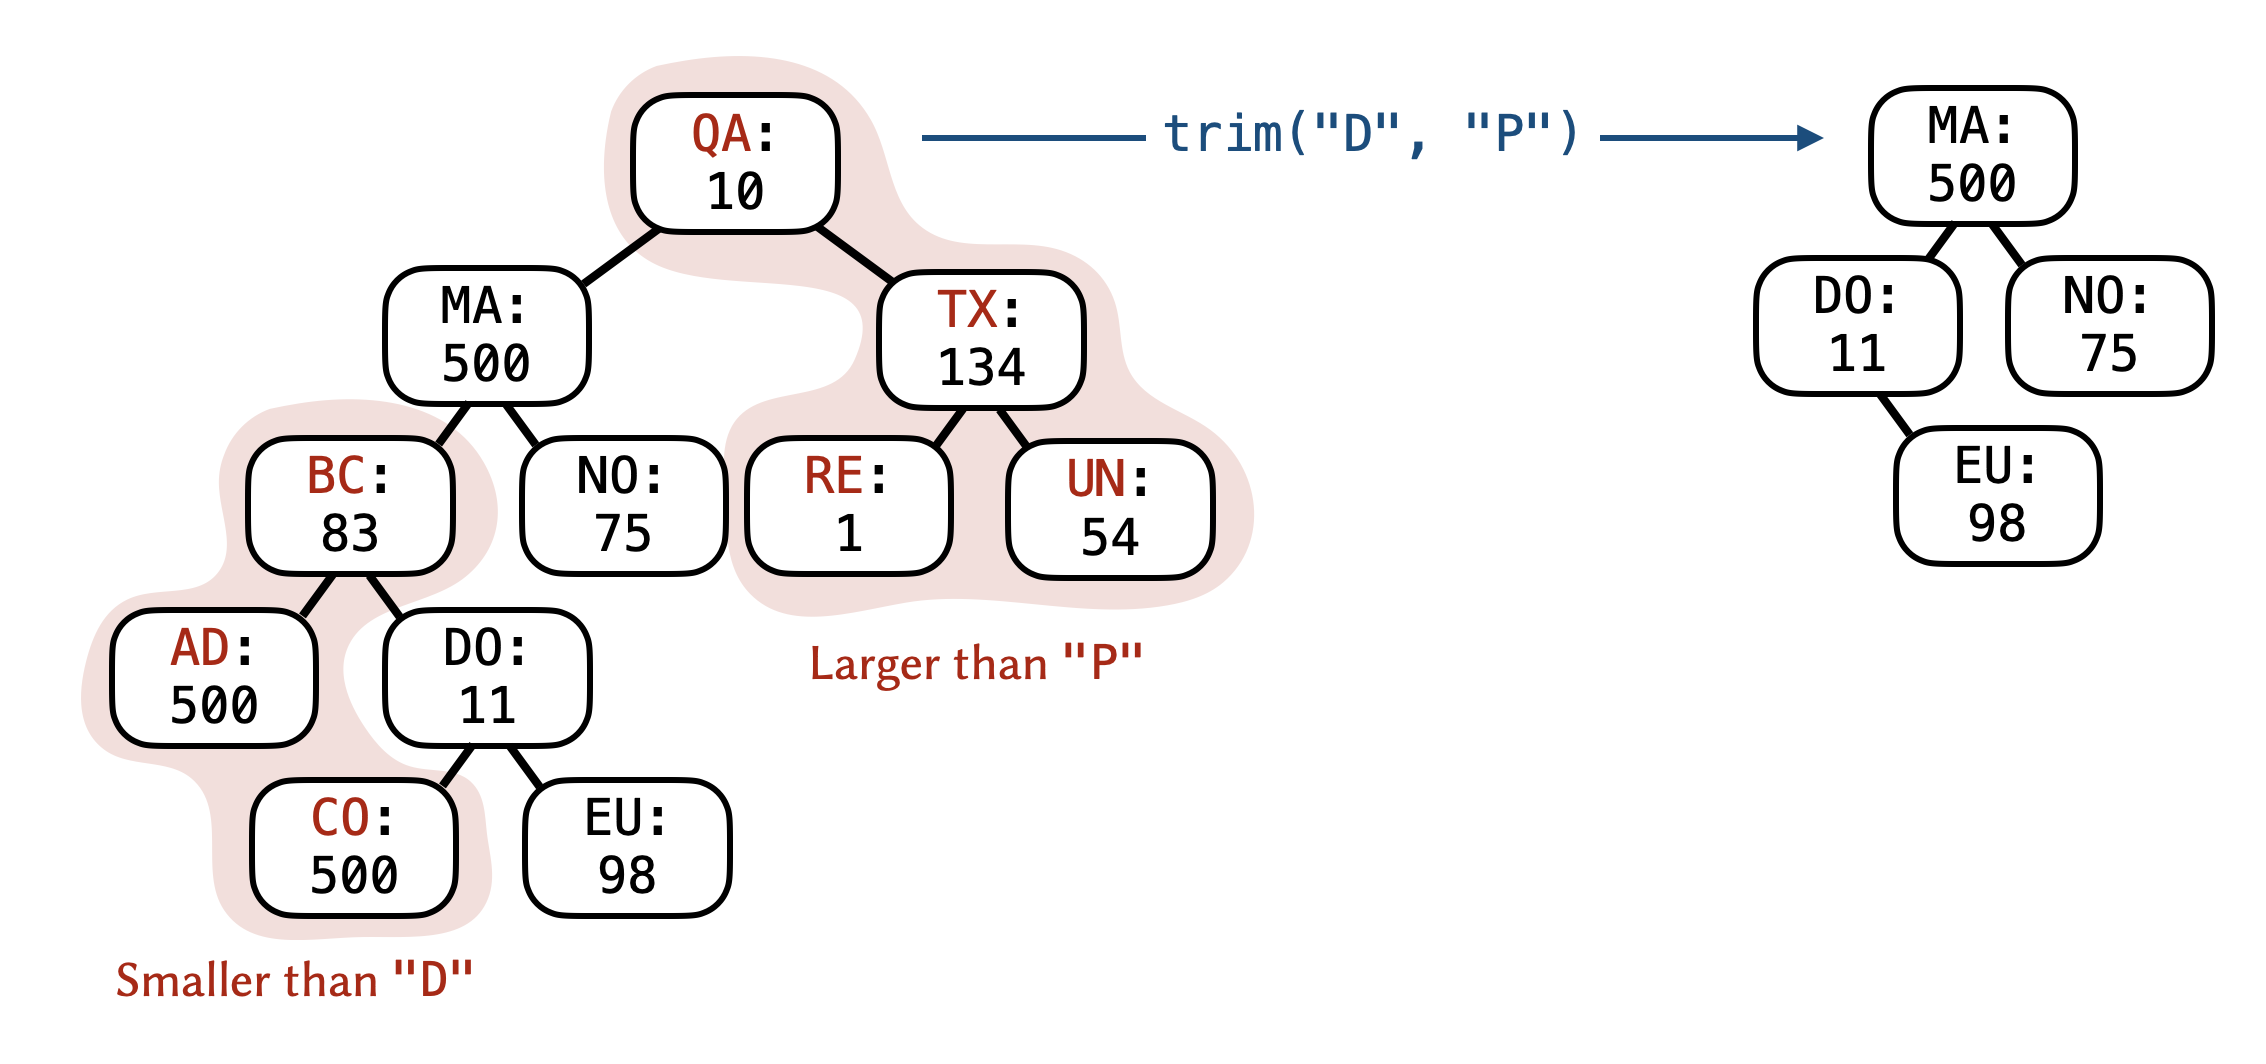 QA:
10
trim("D", "P")
MA:
500
MA:
500
TX:
134
DO:
11
NO:
75
BC:
83
NO:
75
RE:
1
UN:
54
EU:
98
AD:
500
DO:
11
Larger than "P"
CO:
500
EU:
98
Smaller than "D"